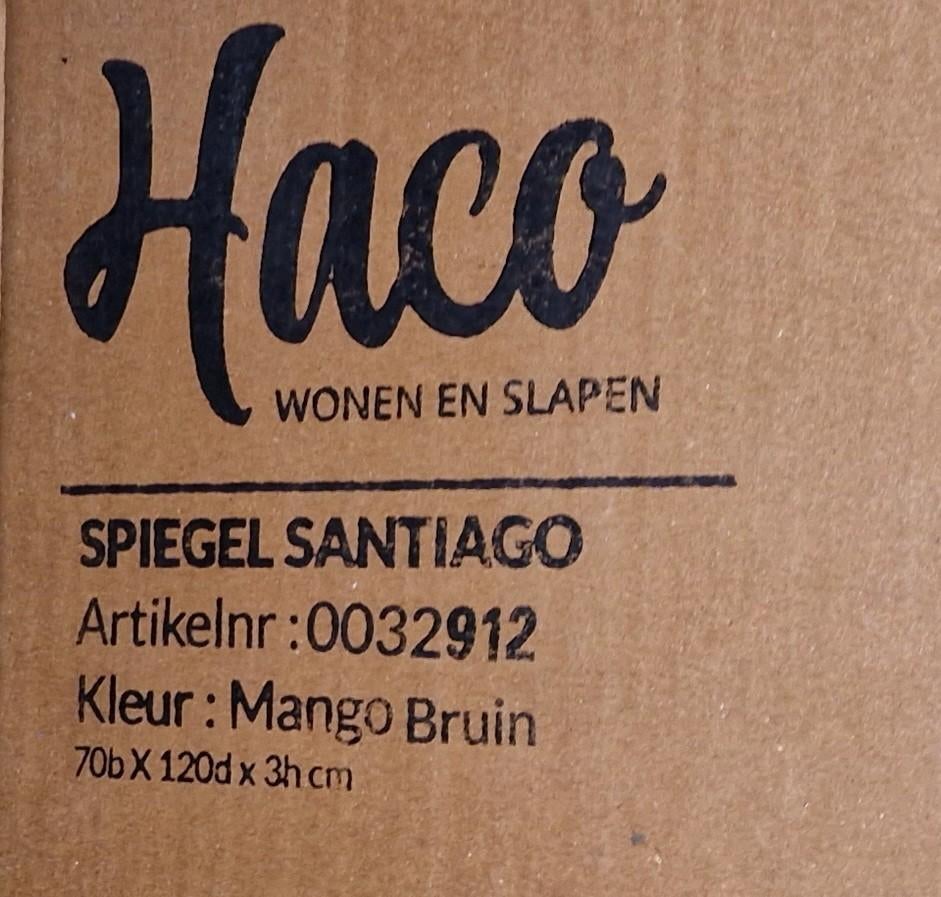 Haco
WONEN EN SLAPEN
SPIEGEL SANTIAGO
Artikelnr :0032912
Kleur : Mango Bruin
70b X 120d x 3h cm